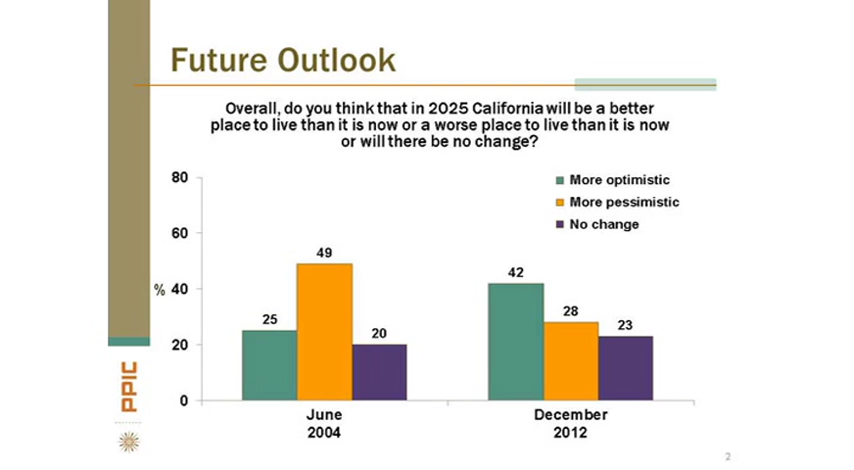 Future Outlook
Overall, do you think that in 2025 California will be a better
place to live than it is now or a worse place to live than it is now
or will there be no change?
80
60
% 40
20
0
More optimistic
More pessimistic
No change
25
49
20
42
28
23
June
2004
December
2012
PPIC
2